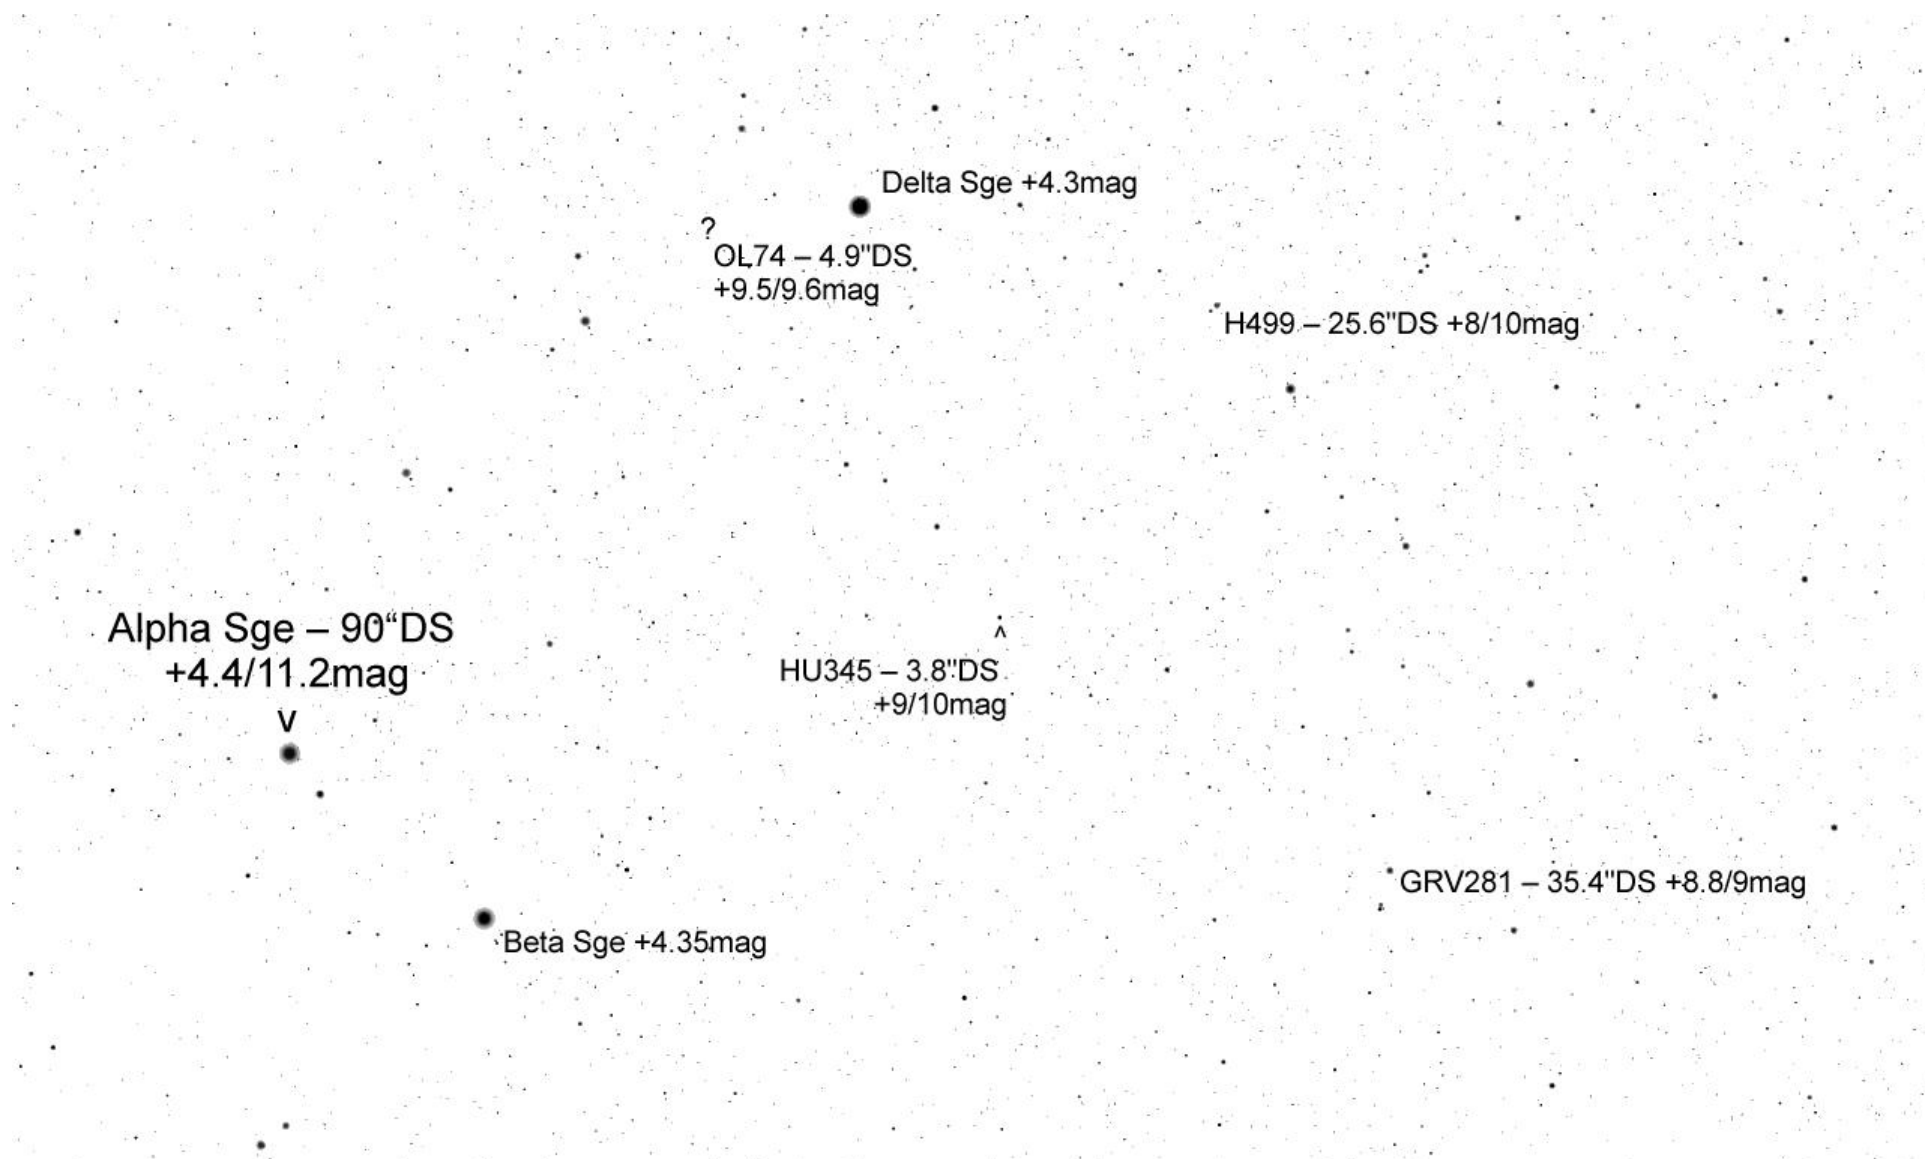 Delta Sge +4.3mag
?
OL74 – 4.9"DS
+9.5/9.6mag
H499 – 25.6"DS +8/10mag
Alpha Sge – 90“DS
+4.4/11.2mag
V
^
HU345 – 3.8"DS
+9/10mag
GRV281 – 35.4"DS +8.8/9mag
Beta Sge +4.35mag